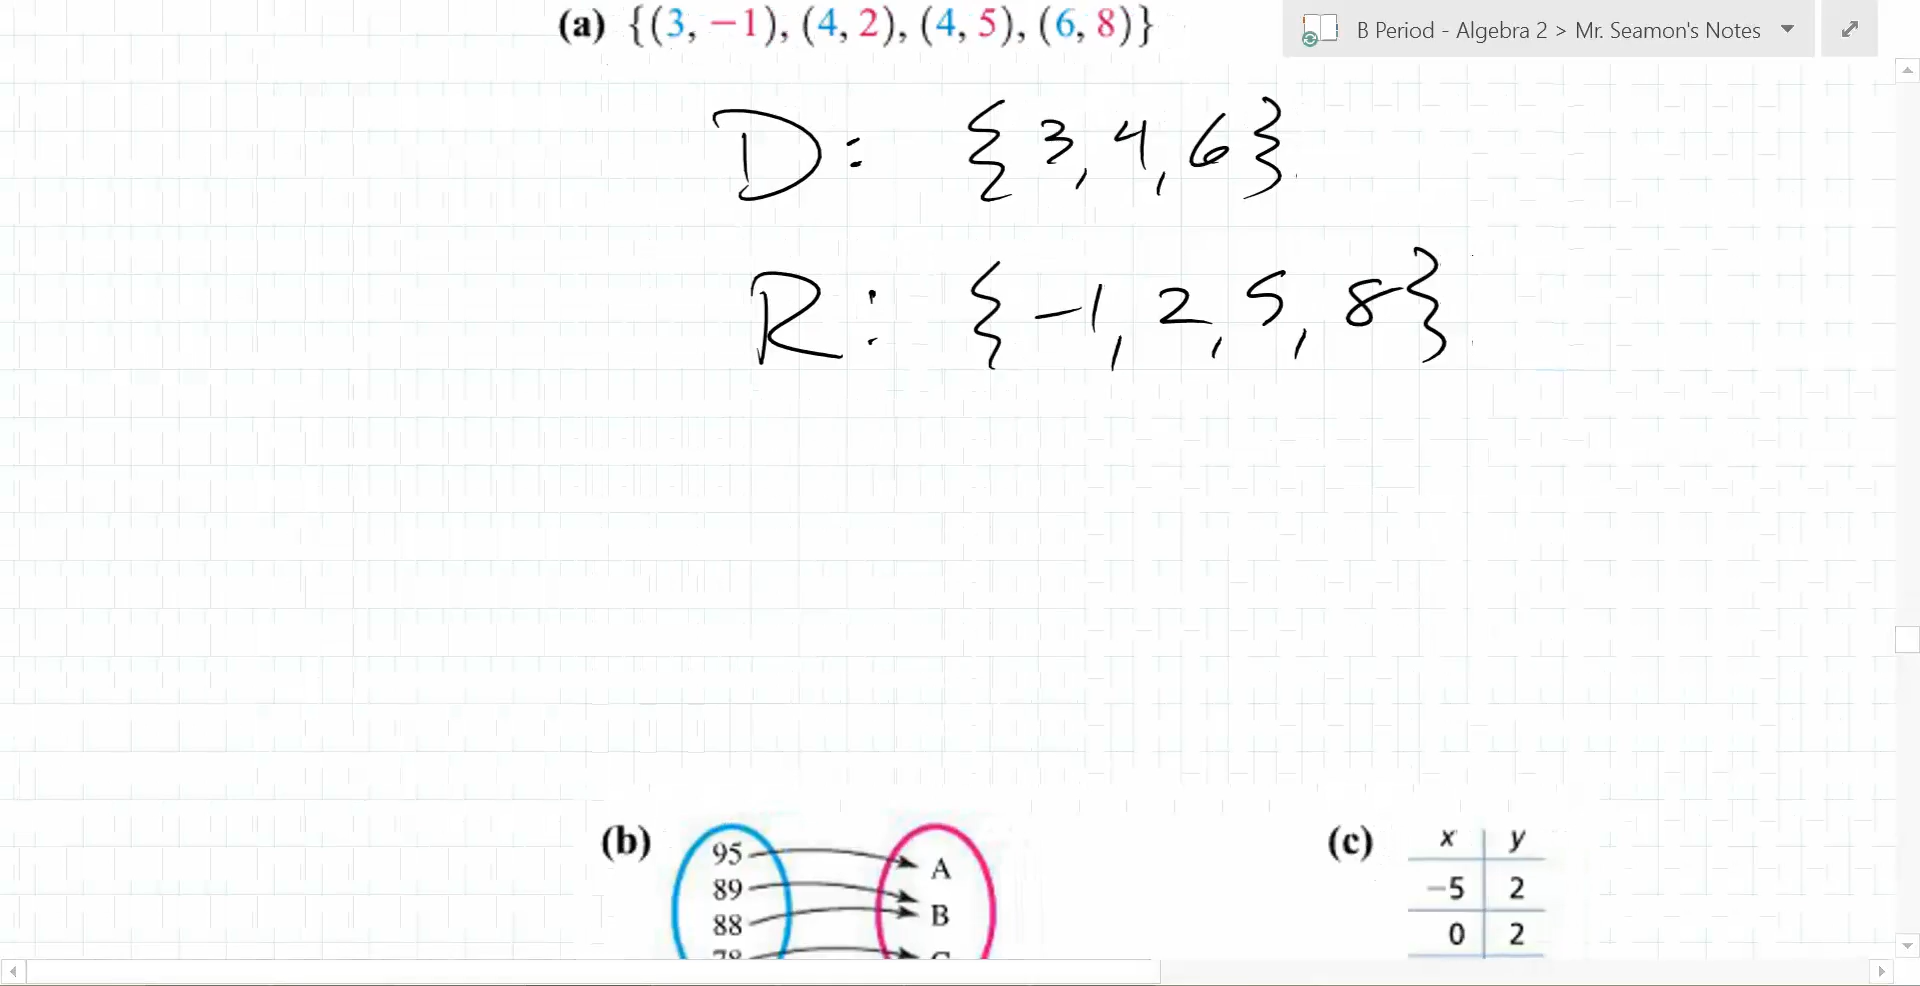 (a) {(3, −1), (4, 2), (4, 5), (6, 8)}
B Period - Algebra 2 > Mr. Seamon's Notes
D: {3, 4, 6}
R: {-1, 2, 5, 8}
(b)
95 A
89
88 B
(c)
x y
−5 2
0 2